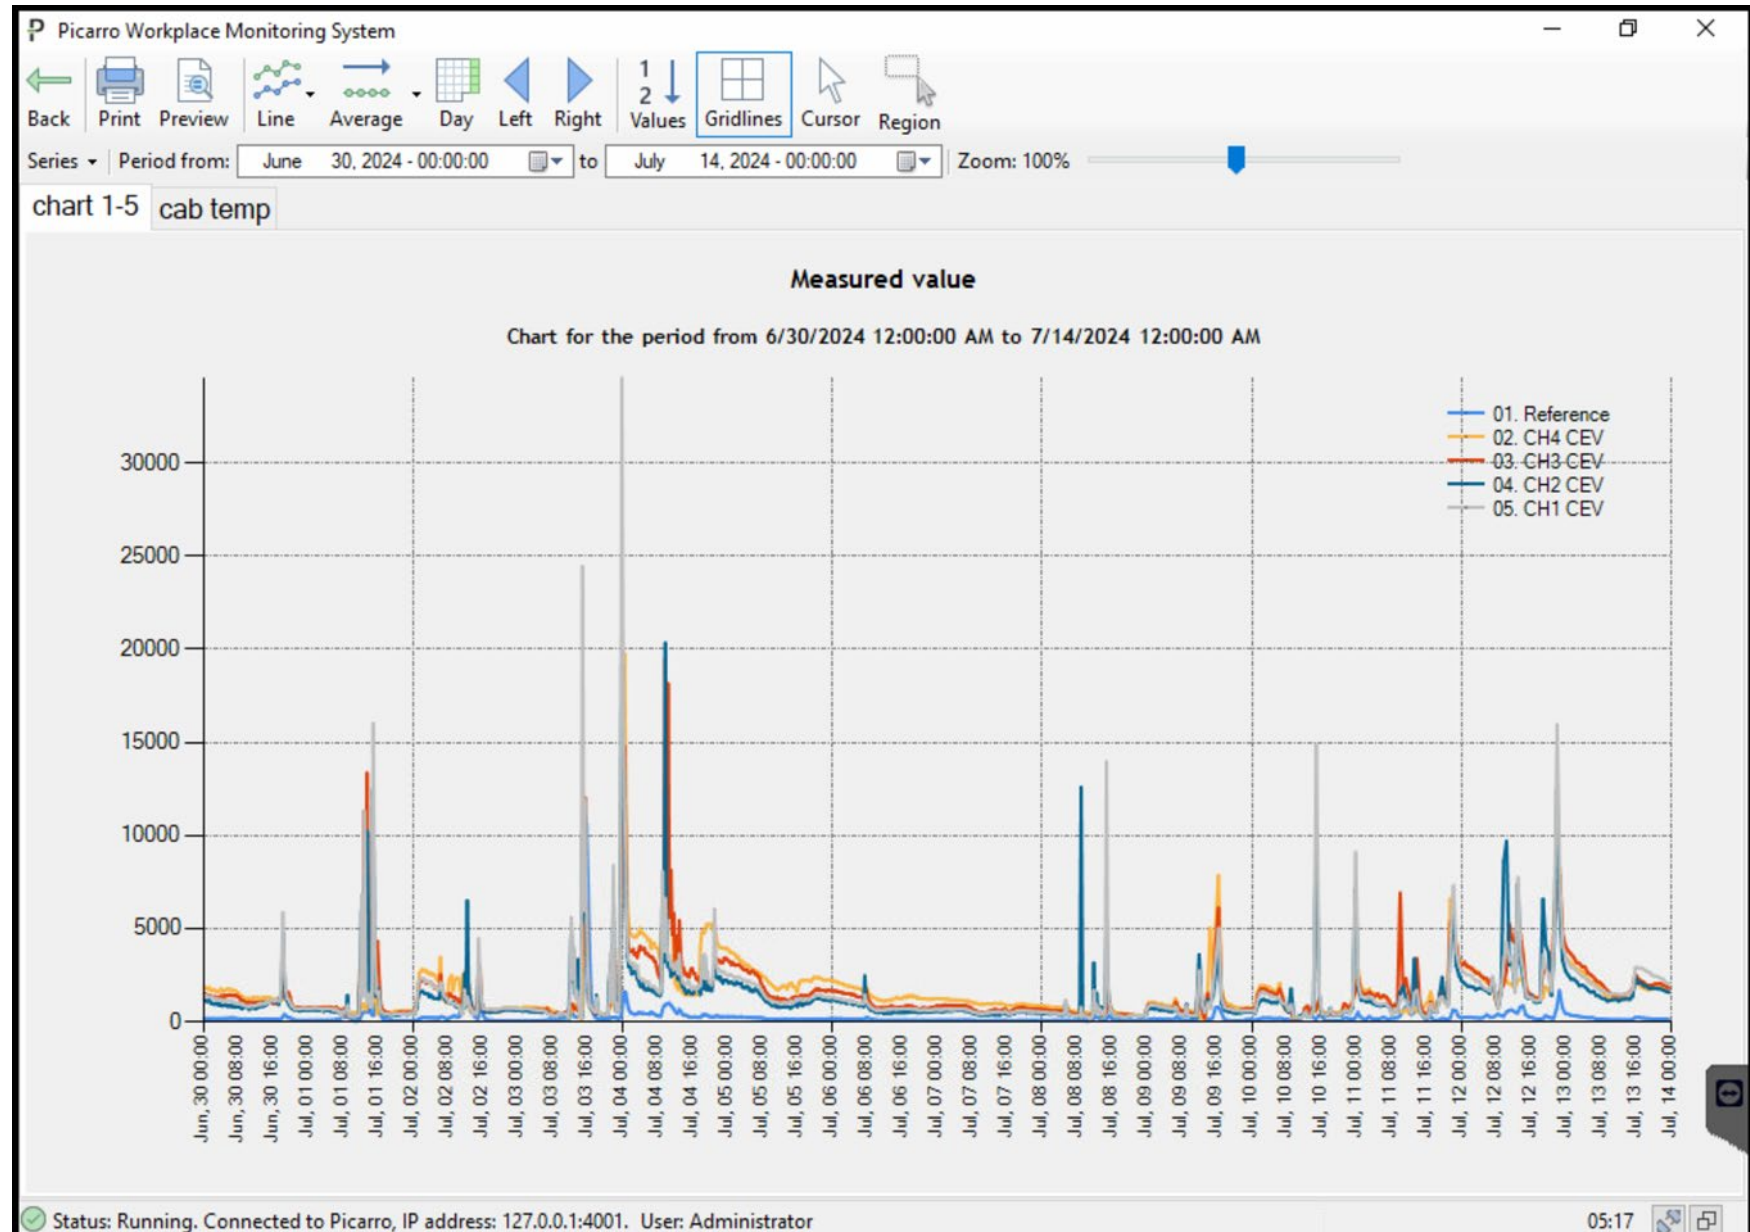 Picarro Workplace Monitoring System
Back Print Preview Line Average Day Left Right 1 2 Values Gridlines Cursor Region
Series Period from: June 30, 2024 - 00:00:00 to July 14, 2024 - 00:00:00 Zoom: 100%
chart 1-5 cab temp
Measured value
Chart for the period from 6/30/2024 12:00:00 AM to 7/14/2024 12:00:00 AM
01. Reference
02. CH4 CEV
03. CH3 CEV
04. CH2 CEV
05. CH1 CEV
30000
25000
20000
15000
10000
5000
0
Jun, 30 00:00
Jun, 30 08:00
Jun, 30 16:00
Jul, 01 00:00
Jul, 01 08:00
Jul, 01 16:00
Jul, 02 00:00
Jul, 02 08:00
Jul, 02 16:00
Jul, 03 00:00
Jul, 03 08:00
Jul, 03 16:00
Jul, 04 00:00
Jul, 04 08:00
Jul, 04 16:00
Jul, 05 00:00
Jul, 05 08:00
Jul, 05 16:00
Jul, 06 00:00
Jul, 06 08:00
Jul, 06 16:00
Jul, 07 00:00
Jul, 07 08:00
Jul, 07 16:00
Jul, 08 00:00
Jul, 08 08:00
Jul, 08 16:00
Jul, 09 00:00
Jul, 09 08:00
Jul, 09 16:00
Jul, 10 00:00
Jul, 10 08:00
Jul, 10 16:00
Jul, 11 00:00
Jul, 11 08:00
Jul, 11 16:00
Jul, 12 00:00
Jul, 12 08:00
Jul, 12 16:00
Jul, 13 00:00
Jul, 13 08:00
Jul, 13 16:00
Jul, 14 00:00
Status: Running. Connected to Picarro, IP address: 127.0.0.1:4001. User: Administrator 05:17